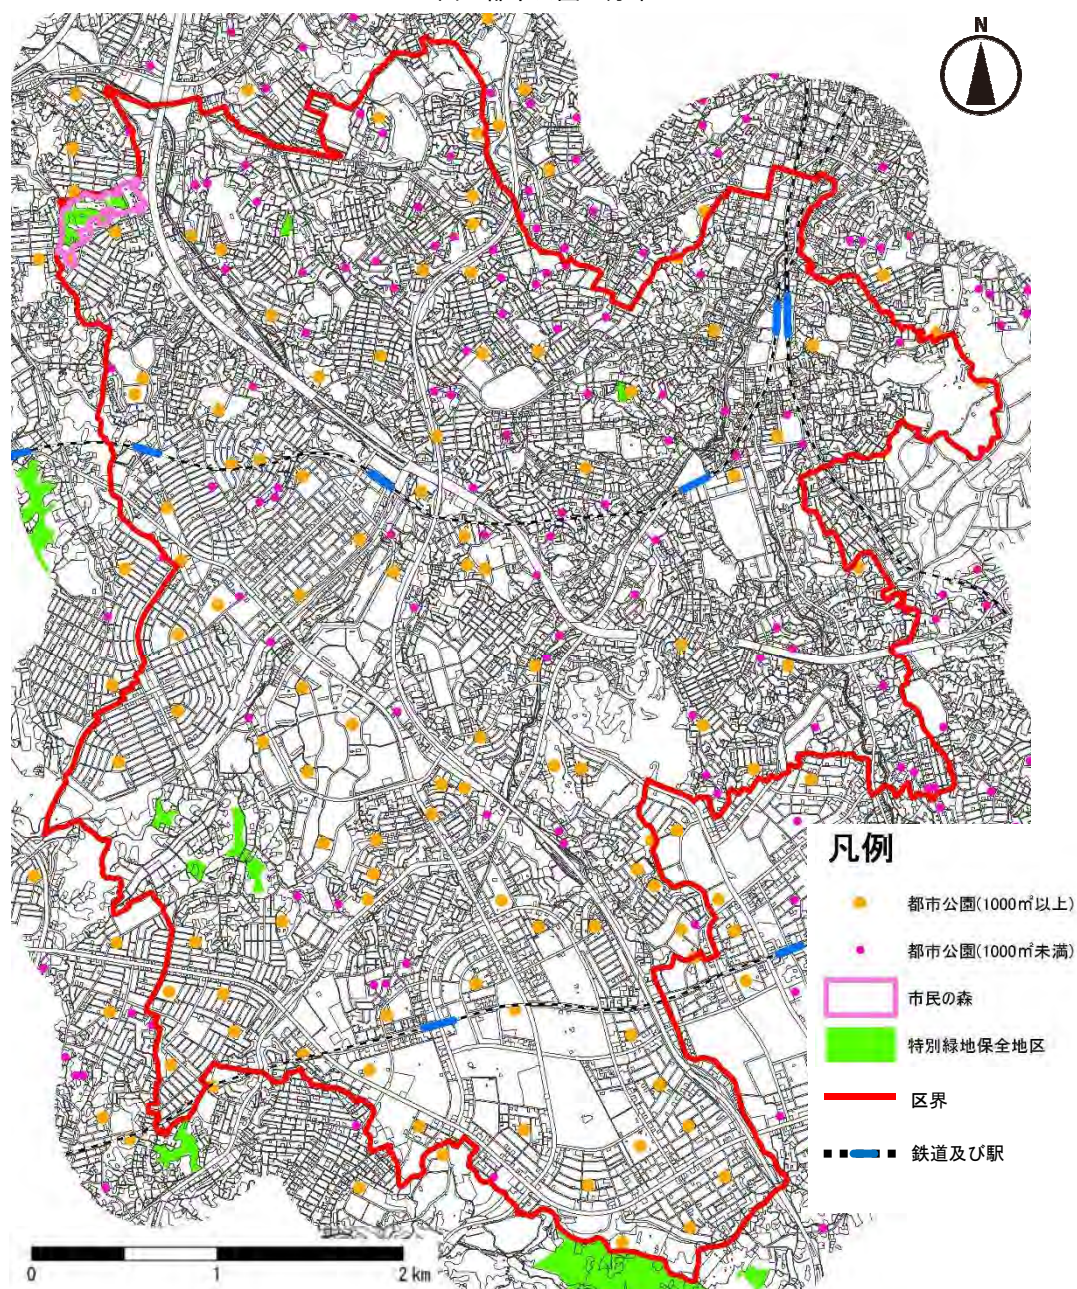 N
凡例
都市公園(1000㎡以上)
都市公園(1000㎡未満)
市民の森
特別緑地保全地区
区界
鉄道及び駅
0 1 2 km